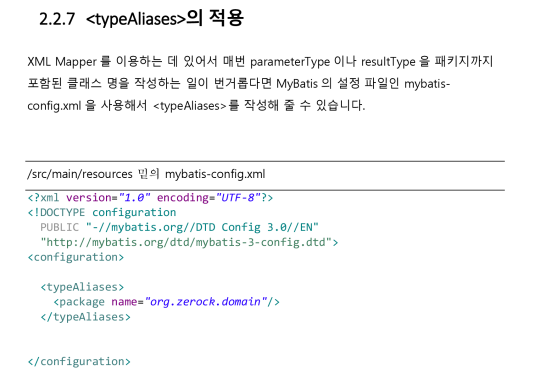 2.2.7 <typeAliases>의 적용
XML Mapper 를 이용하는 데 있어서 매번 parameterType 이나 resultType 을 패키지까지
포함된 클래스 명을 작성하는 일이 번거롭다면 MyBatis 의 설정 파일인 mybatis-
config.xml 을 사용해서 <typeAliases>를 작성해 줄 수 있습니다.
/src/main/resources 밑의 mybatis-config.xml
<?xml version="1.0" encoding="UTF-8"?>
<!DOCTYPE configuration
PUBLIC "-//mybatis.org//DTD Config 3.0//EN"
"http://mybatis.org/dtd/mybatis-3-config.dtd">
<configuration>
<typeAliases>
<package name="org.zerock.domain"/>
</typeAliases>
</configuration>